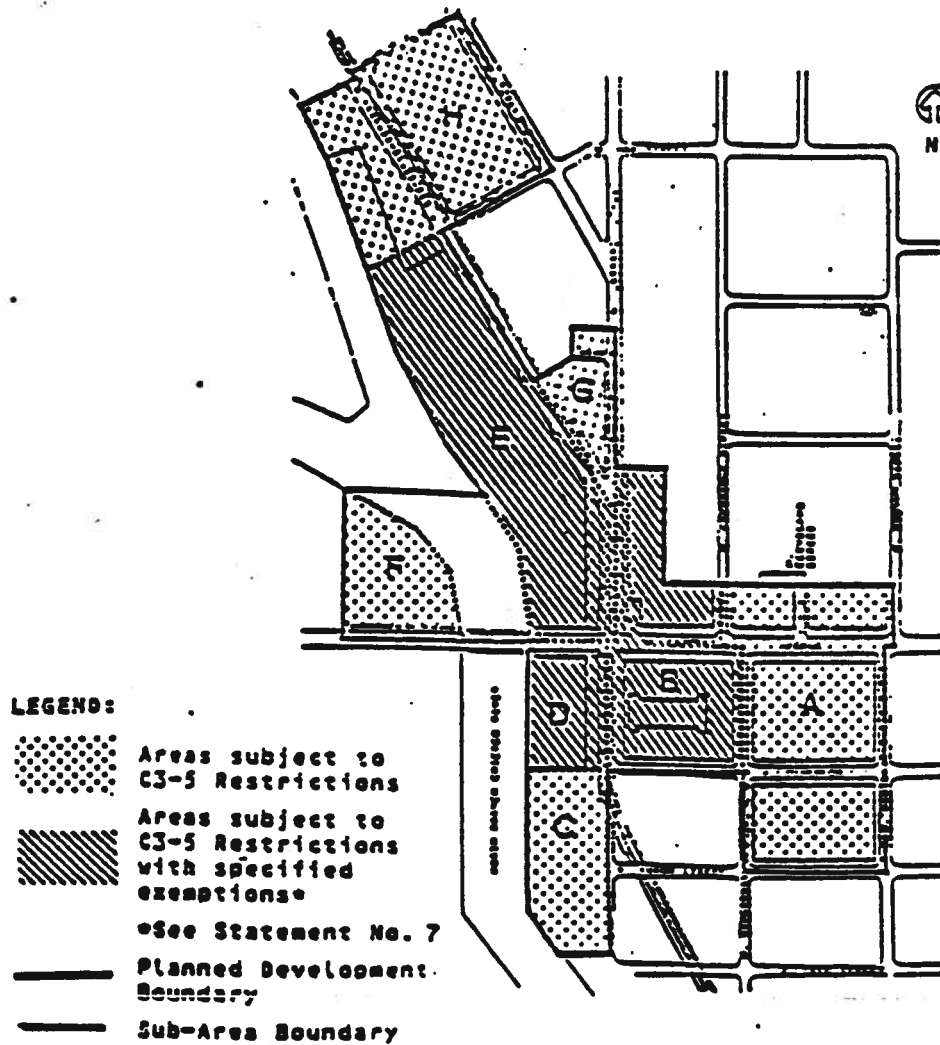 N
I
G
E
F
B
A
D
C
LEGEND:
Areas subject to
C3-5 Restrictions
Areas subject to
C3-5 Restrictions
with specified
exemptions*
*See Statement No. 7
Planned Development
Boundary
Sub-Area Boundary